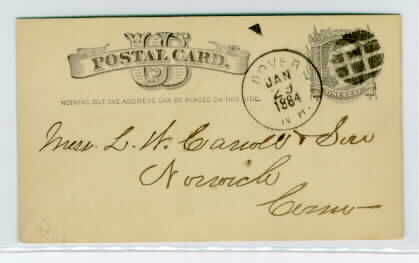 POSTAL CARD.
NOTHING BUT THE ADDRESS CAN BE PLACED ON THIS SIDE.
DOVER
JAN
29
1884
N.H.
Mess. L. W. Carroll & Son
Norwich
Conn